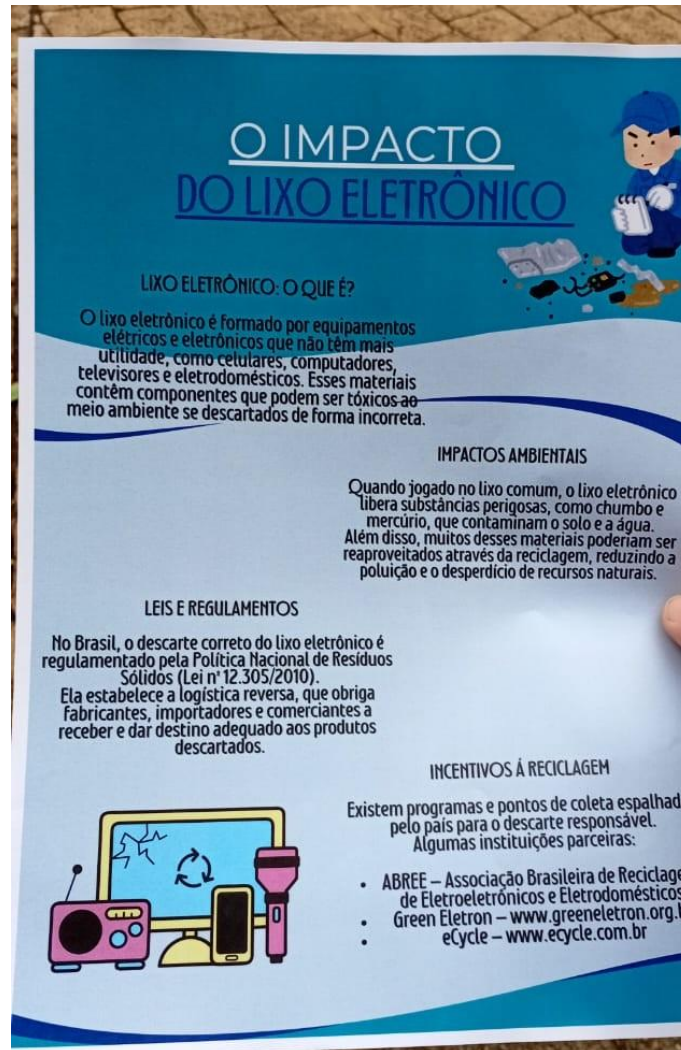 O IMPACTO
DO LIXO ELETRÔNICO
LIXO ELETRÔNICO: O QUE É?
O lixo eletrônico é formado por equipamentos
elétricos e eletrônicos que não têm mais
utilidade, como celulares, computadores,
televisores e eletrodomésticos. Esses materiais
contêm componentes que podem ser tóxicos ao
meio ambiente se descartados de forma incorreta.
IMPACTOS AMBIENTAIS
Quando jogado no lixo comum, o lixo eletrônico
libera substâncias perigosas, como chumbo e
mercúrio, que contaminam o solo e a água.
Além disso, muitos desses materiais poderiam ser
reaproveitados através da reciclagem, reduzindo a
poluição e o desperdício de recursos naturais.
LEIS E REGULAMENTOS
No Brasil, o descarte correto do lixo eletrônico é
regulamentado pela Política Nacional de Resíduos
Sólidos (Lei nº 12.305/2010).
Ela estabelece a logística reversa, que obriga
fabricantes, importadores e comerciantes a
receber e dar destino adequado aos produtos
descartados.
INCENTIVOS Á RECICLAGEM
Existem programas e pontos de coleta espalhad
pelo país para o descarte responsável.
Algumas instituições parceiras:
• ABREE – Associação Brasileira de Reciclage
de Eletroeletrônicos e Eletrodomésticos
• Green Eletron – www.greeneletron.org.b
• eCycle – www.ecycle.com.br